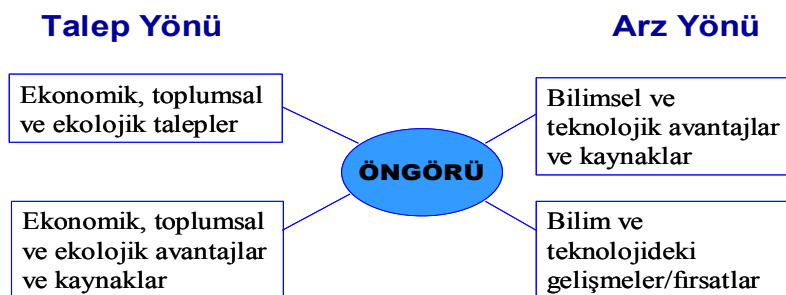 Talep Yönü
Arz Yönü
Ekonomik, toplumsal
ve ekolojik talepler
Bilimsel ve
teknolojik avantajlar
ve kaynaklar
ÖNGÖRÜ
Ekonomik, toplumsal
ve ekolojik avantajlar
ve kaynaklar
Bilim ve
teknolojideki
gelişmeler/fırsatlar